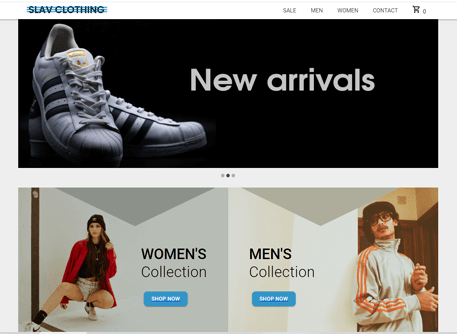 SLAV CLOTHING
SALE MEN WOMEN CONTACT 0
New arrivals
WOMEN'S
Collection
SHOP NOW
MEN'S
Collection
SHOP NOW